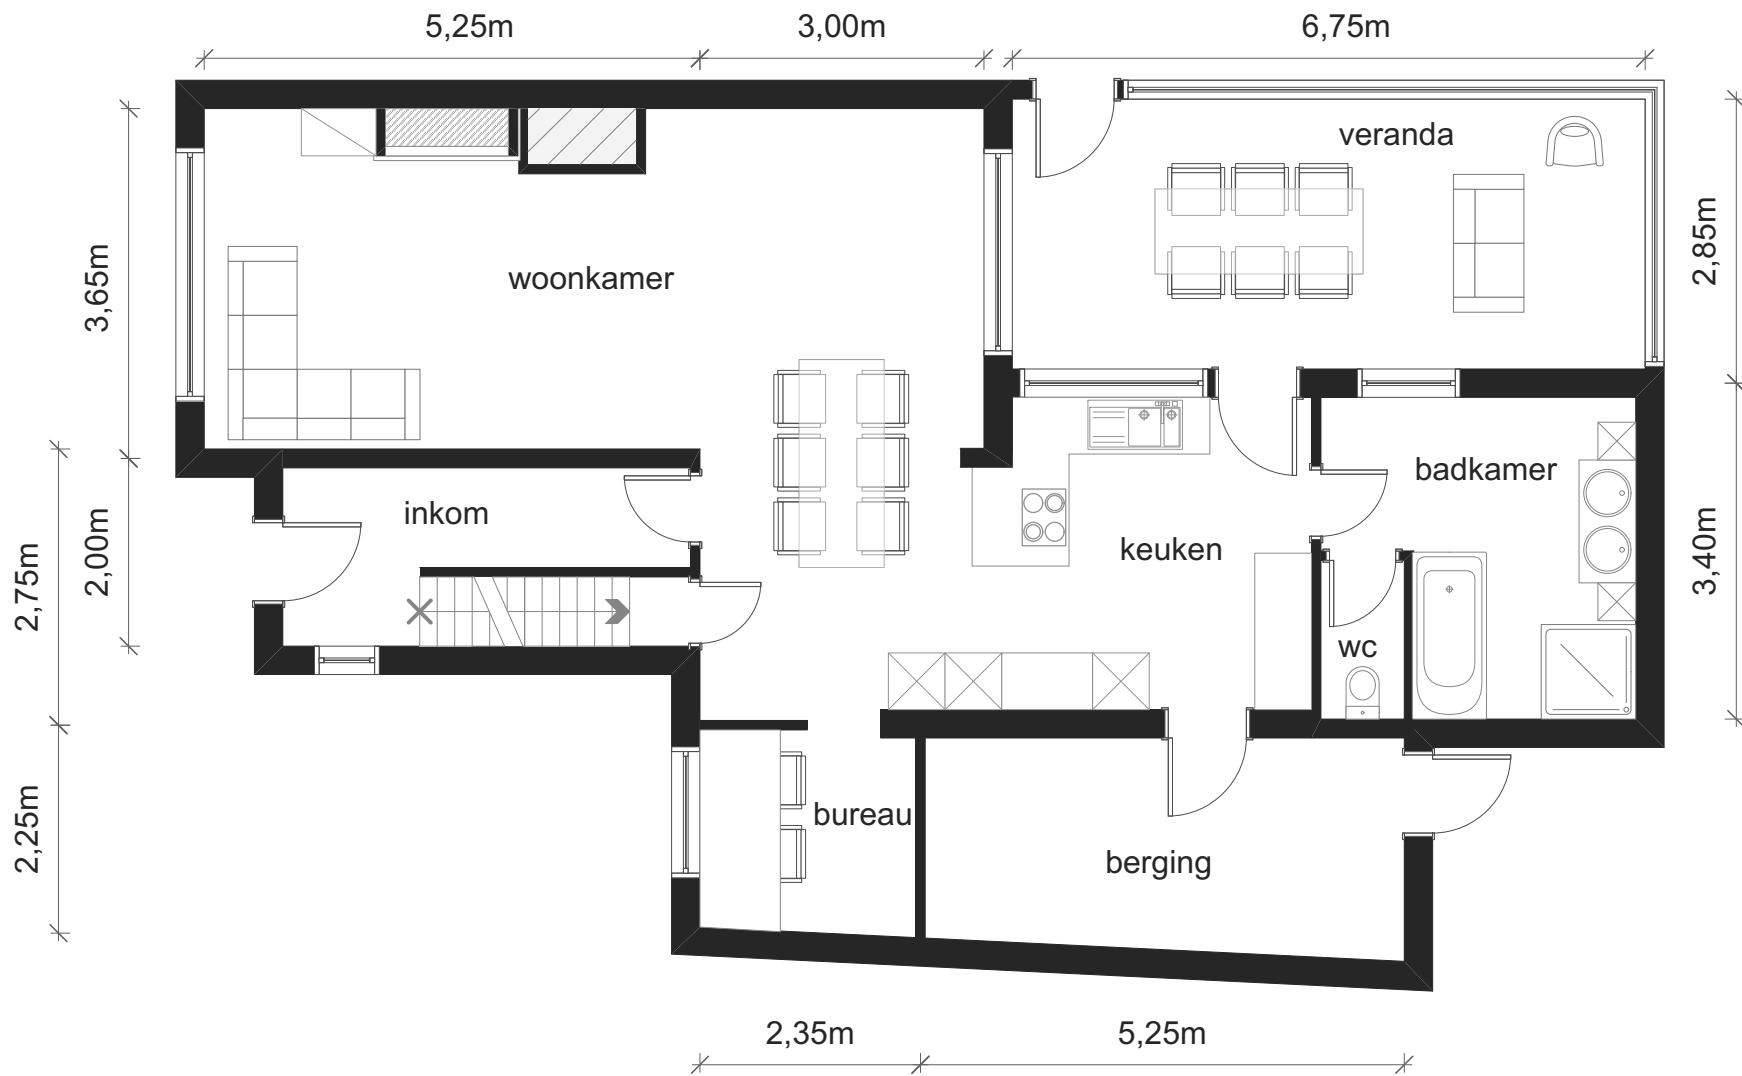 5,25m
3,00m
6,75m
veranda
woonkamer
3,65m
2,85m
badkamer
inkom
keuken
2,75m
2,00m
3,40m
wc
bureau
2,25m
berging
2,35m
5,25m